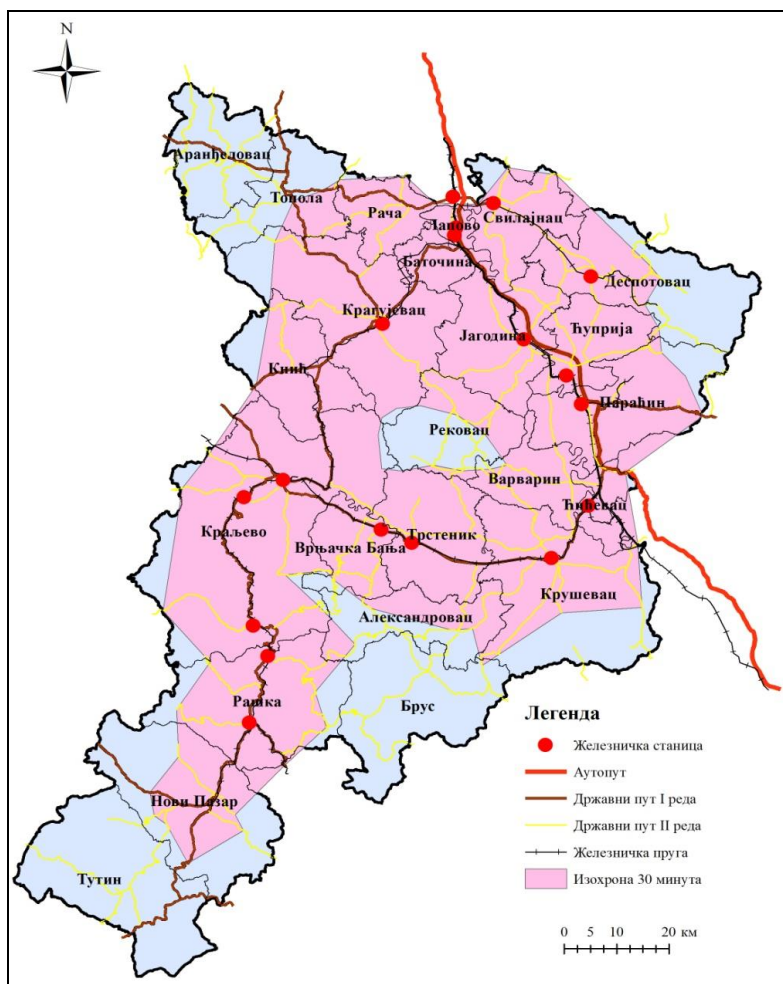 N
Аранђеловац
Топола
Рача
Лапово
Свилајнац
Баточина
Деспотовац
Крагујевац
Ћуприја
Јагодина
Кнић
Параћин
Рековац
Варварин
Ћићевац
Краљево
Врњачка Бања
Трстеник
Крушевац
Александровац
Рашка
Брус
Нови Пазар
Тутин
Легенда
Железничка станица
Аутопут
Државни пут I реда
Државни пут II реда
Железничка пруга
Изохрона 30 минута
0 5 10 20 км